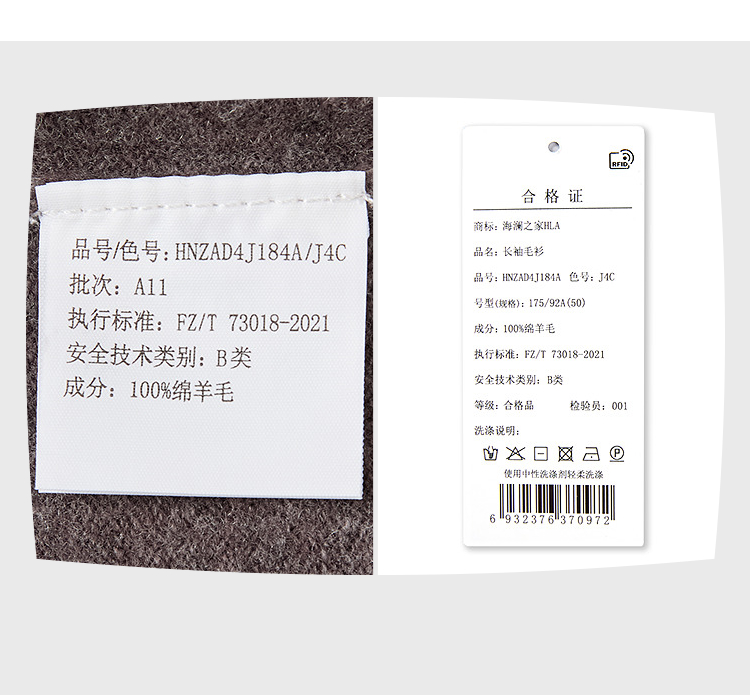 品号/色号: HNZAD4J184A/J4C
批次: A11
执行标准: FZ/T 73018-2021
安全技术类别: B类
成分: 100%绵羊毛
RFID
合格证
商标: 海澜之家HLA
品名: 长袖毛衫
品号: HNZAD4J184A 色号: J4C
号型(规格): 175/92A(50)
成分: 100%绵羊毛
执行标准: FZ/T 73018-2021
安全技术类别: B类
等级: 合格品 检验员: 001
洗涤说明:
P
使用中性洗涤剂轻柔洗涤
6 932376 370972